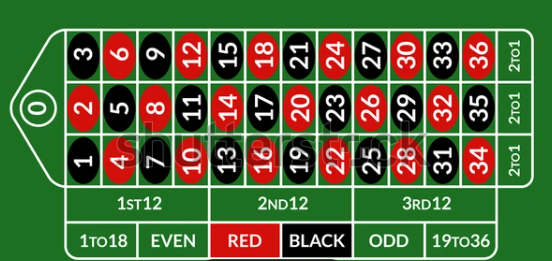 3 6 9 12 15 18 21 24 27 30 33 36 2TO1
0
2 5 8 11 14 17 20 23 26 29 32 35 2TO1
1 4 7 10 13 16 19 22 25 28 31 34 2TO1
shutterstock
1ST12 2ND12 3RD12
1TO18 EVEN RED BLACK ODD 19TO36